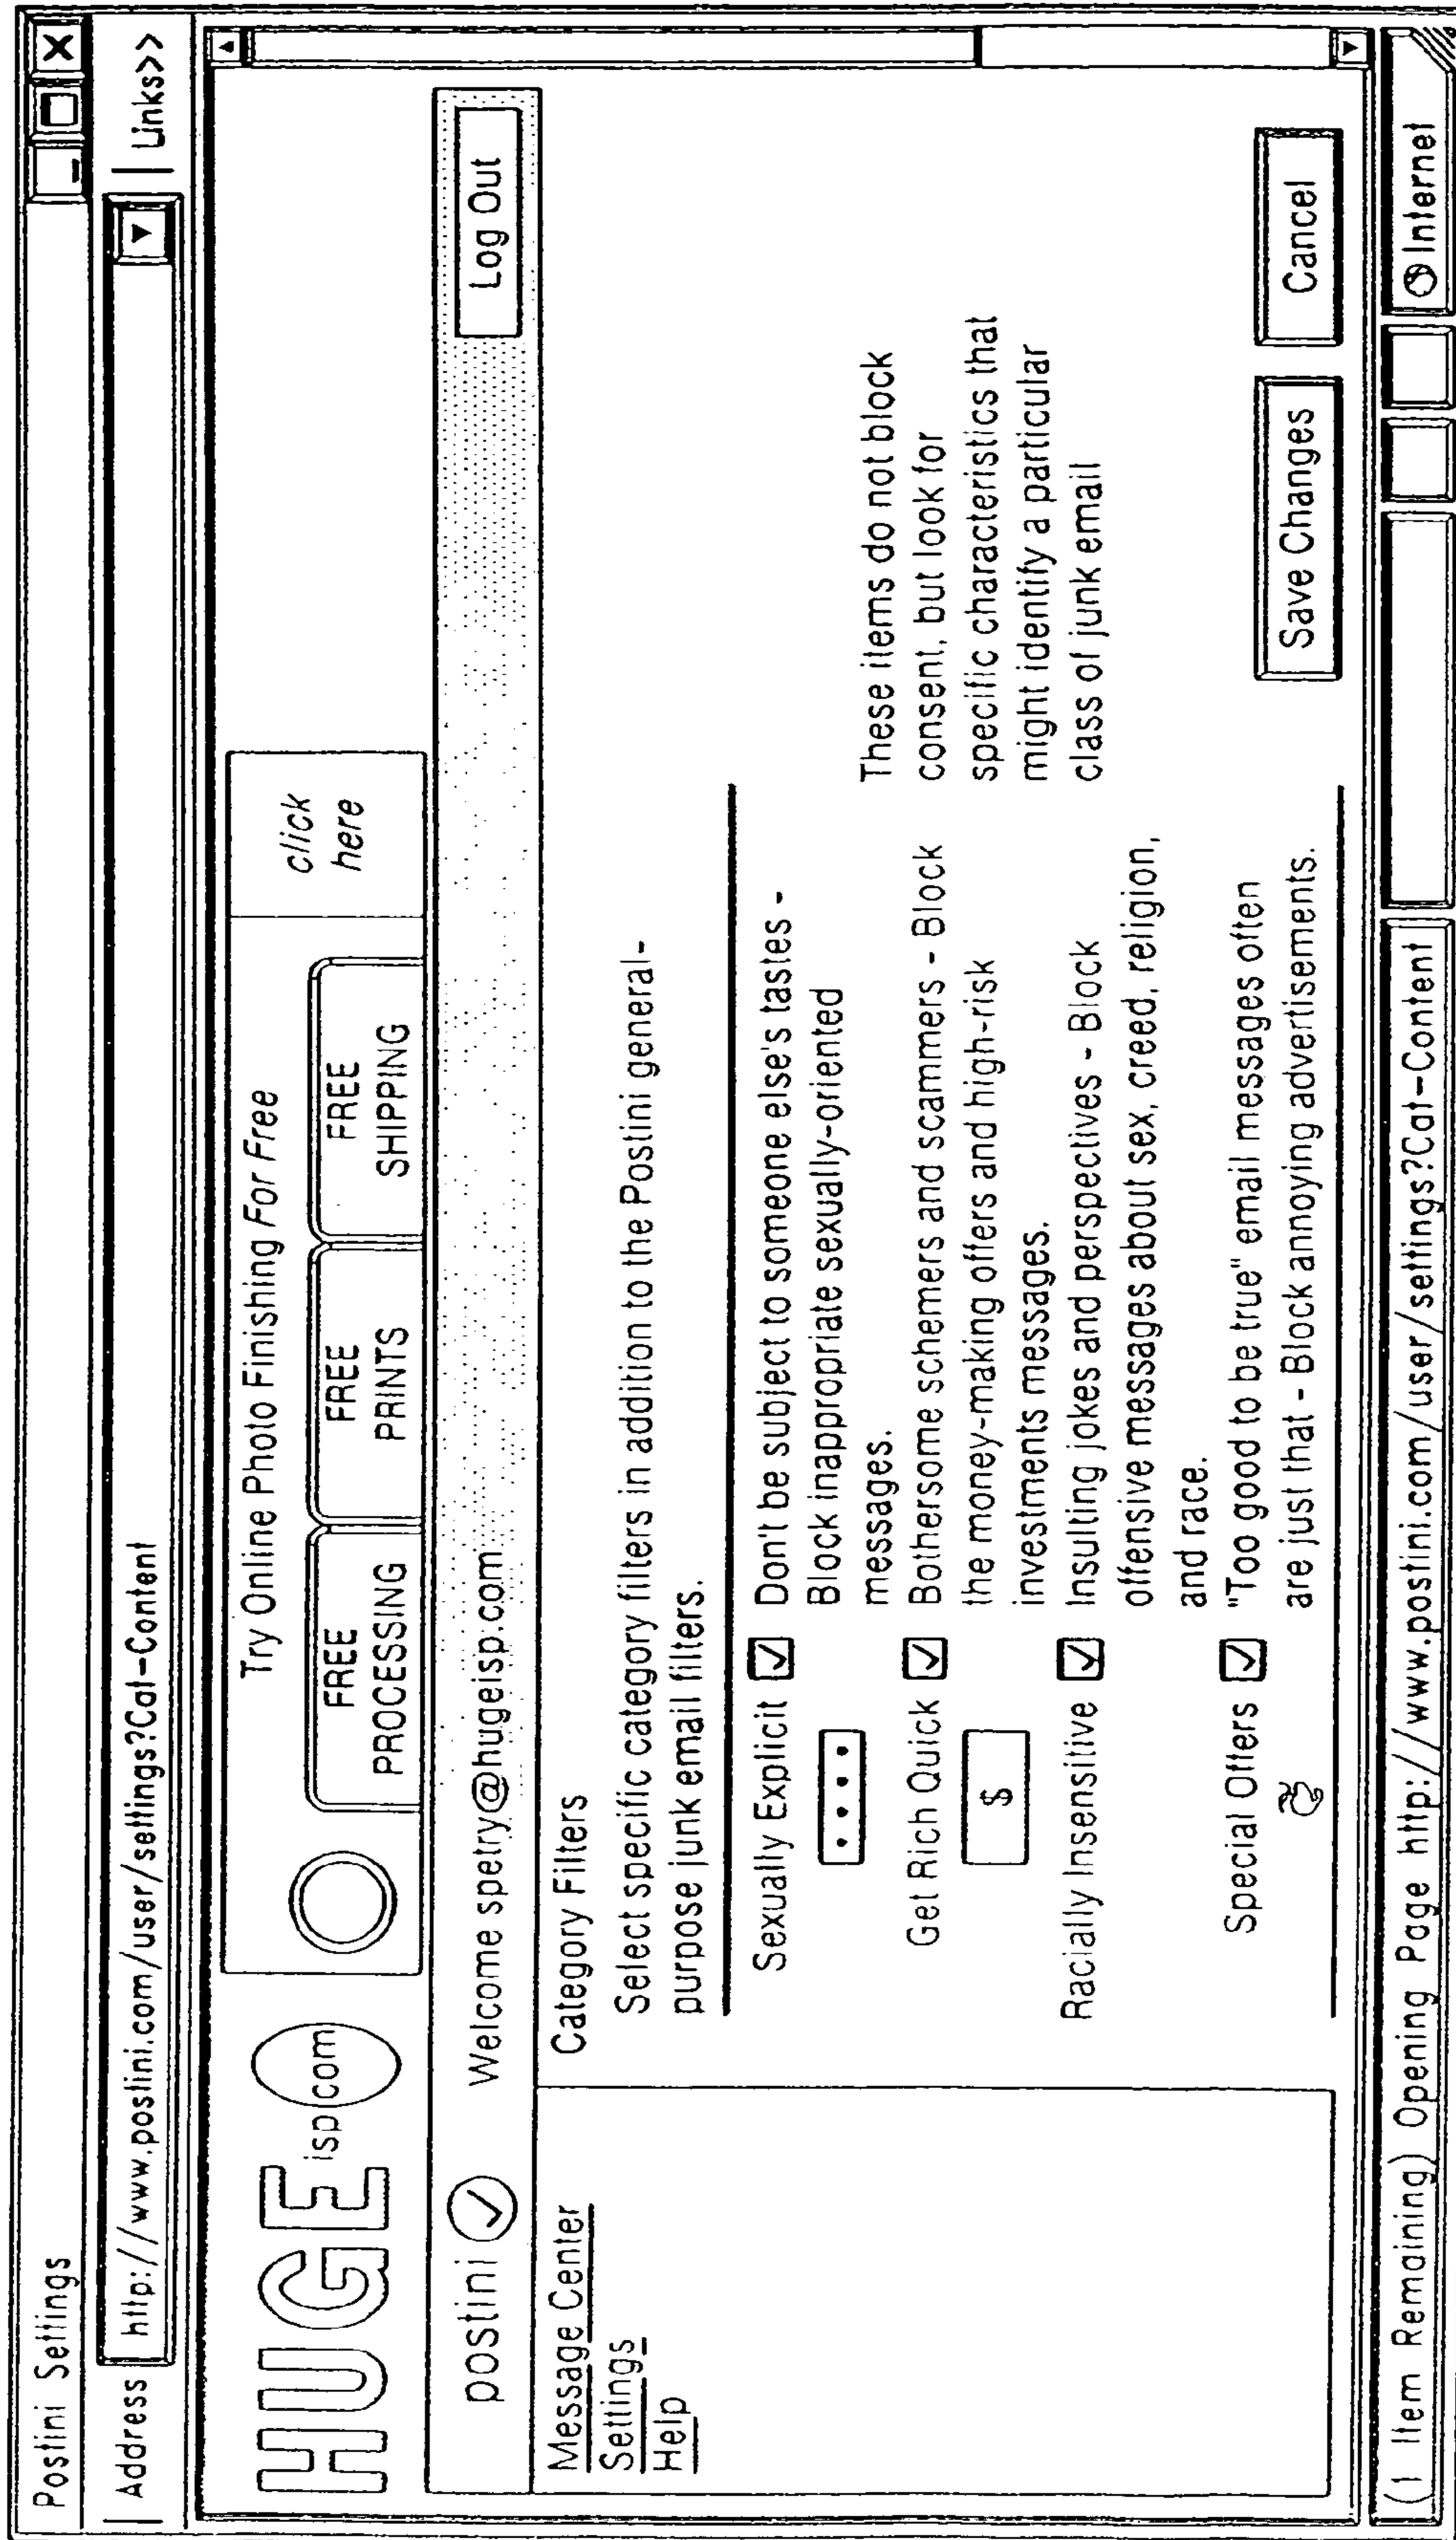 Postini Settings
Address http://www.postini.com/user/settings?Cat-Content Links>>
HUGE isp com
Try Online Photo Finishing For Free
FREE PROCESSING
FREE PRINTS
FREE SHIPPING
click here
postini Welcome spetry@hugeisp.com Log Out
Message Center
Settings
Help
Category Filters
Select specific category filters in addition to the Postini general-
purpose junk email filters.
Sexually Explicit Don't be subject to someone else's tastes -
Block inappropriate sexually-oriented
messages.
Get Rich Quick Bothersome schemers and scammers - Block
$ the money-making offers and high-risk
investments messages.
Racially Insensitive Insulting jokes and perspectives - Block
offensive messages about sex, creed, religion,
and race.
Special Offers "Too good to be true" email messages often
are just that - Block annoying advertisements.
These items do not block
consent, but look for
specific characteristics that
might identify a particular
class of junk email
Save Changes Cancel
(1 Item Remaining) Opening Page http://www.postini.com/user/settings?Cat-Content Internet